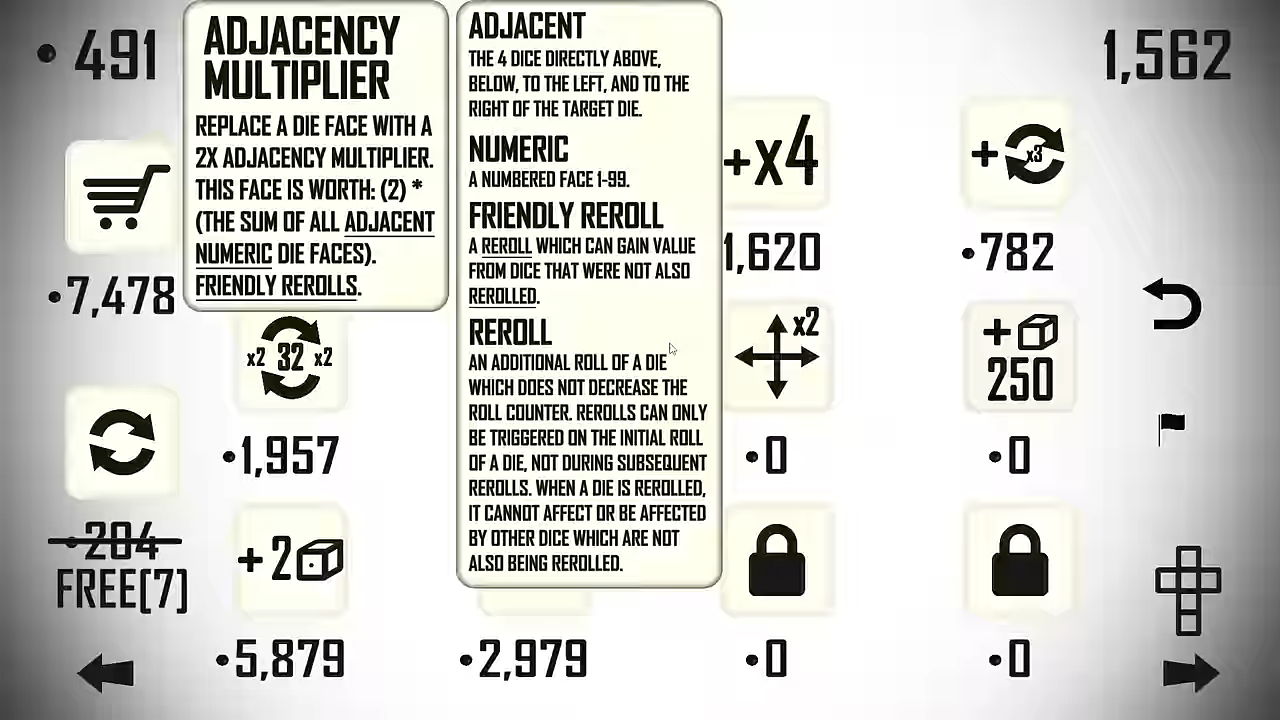 • 491
1,562
ADJACENCY
MULTIPLIER
REPLACE A DIE FACE WITH A
2X ADJACENCY MULTIPLIER.
THIS FACE IS WORTH: (2) *
(THE SUM OF ALL ADJACENT
NUMERIC DIE FACES).
FRIENDLY REROLLS.
ADJACENT
THE 4 DICE DIRECTLY ABOVE,
BELOW, TO THE LEFT, AND TO THE
RIGHT OF THE TARGET DIE.
NUMERIC
A NUMBERED FACE 1-99.
FRIENDLY REROLL
A REROLL WHICH CAN GAIN VALUE
FROM DICE THAT WERE NOT ALSO
REROLLED.
REROLL
AN ADDITIONAL ROLL OF A DIE
WHICH DOES NOT DECREASE THE
ROLL COUNTER. REROLLS CAN ONLY
BE TRIGGERED ON THE INITIAL ROLL
OF A DIE, NOT DURING SUBSEQUENT
REROLLS. WHEN A DIE IS REROLLED,
IT CANNOT AFFECT OR BE AFFECTED
BY OTHER DICE WHICH ARE NOT
ALSO BEING REROLLED.
+x4
+ x3
1,620
•782
•7,478
x2 32 x2
x2
+
250
•1,957
•0
•0
•204
FREE[7]
+2
•5,879
•2,979
•0
•0